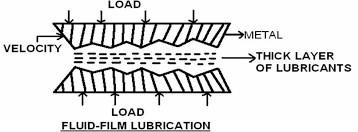 LOAD
VELOCITY
METAL
THICK LAYER
OF LUBRICANTS
LOAD
FLUID-FILM LUBRICATION